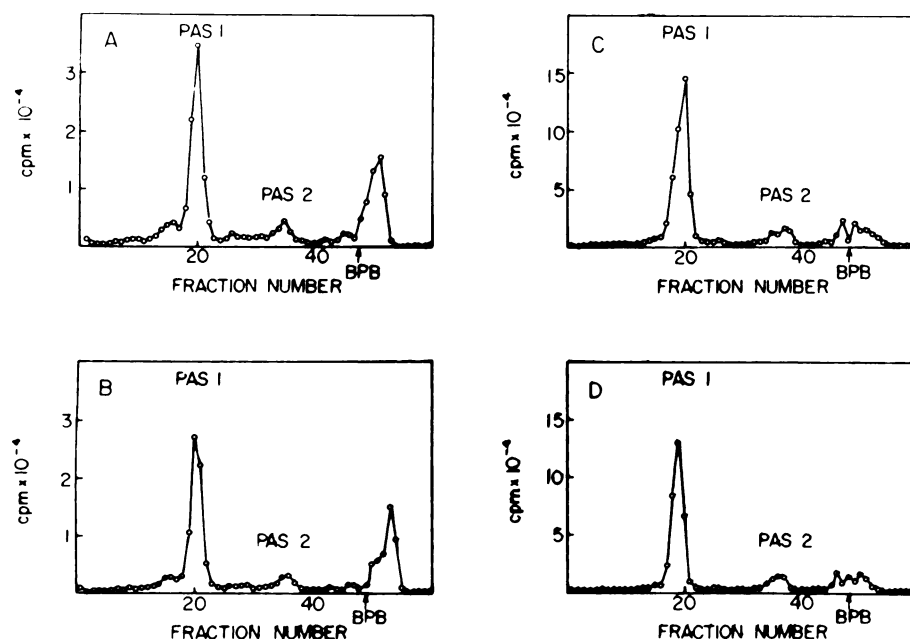 A
PAS 1
PAS 2
cpm x 10⁻⁴
3
2
1
20
40
BPB
FRACTION NUMBER
C
PAS 1
PAS 2
cpm x 10⁻⁴
15
10
5
20
40
BPB
FRACTION NUMBER
B
PAS 1
PAS 2
cpm x 10⁻⁴
3
2
1
20
40
BPB
FRACTION NUMBER
D
PAS 1
PAS 2
cpm x 10⁻⁴
15
10
5
20
40
BPB
FRACTION NUMBER